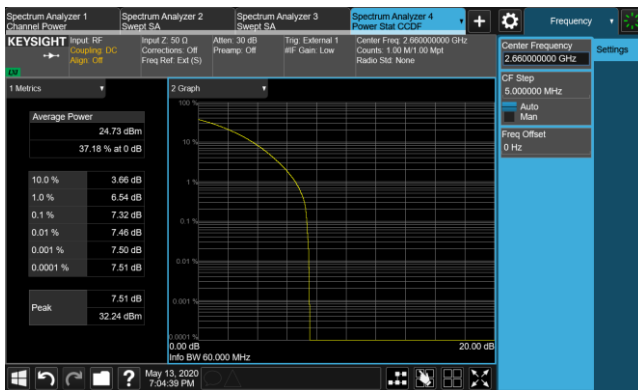 Spectrum Analyzer 1
Channel Power
Spectrum Analyzer 2
Swept SA
Spectrum Analyzer 3
Swept SA
Spectrum Analyzer 4
Power Stat CCDF
Frequency
KEYSIGHT
Input: RF
Coupling: DC
Align: Off
Input Z: 50 Ω
Corrections: Off
Freq Ref: Ext (S)
Atten: 30 dB
Preamp: Off
Trig: External 1
#IF Gain: Low
Center Freq: 2.660000000 GHz
Counts: 1.00 M/1.00 Mpt
Radio Std: None
Center Frequency
2.660000000 GHz
Settings
CF Step
5.000000 MHz
Auto
Man
Freq Offset
0 Hz
1 Metrics
Average Power
24.73 dBm
37.18 % at 0 dB
10.0 % 3.66 dB
1.0 % 6.54 dB
0.1 % 7.32 dB
0.01 % 7.46 dB
0.001 % 7.50 dB
0.0001 % 7.51 dB
Peak 7.51 dB
32.24 dBm
2 Graph
100 %
10 %
1 %
0.1 %
0.01 %
0.001 %
0.0001 %
0.00 dB
20.00 dB
Info BW 60.000 MHz
May 13, 2020
7:04:39 PM